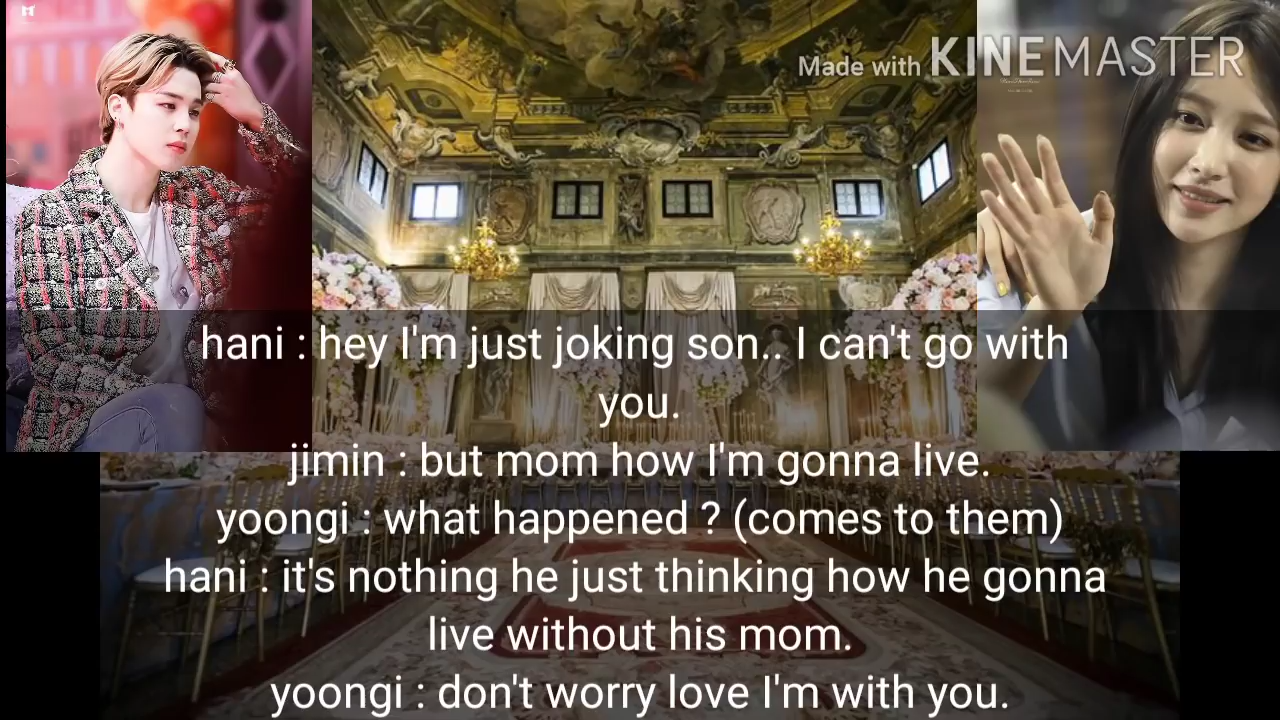 Made with KINEMASTER
hani : hey I'm just joking son.. I can't go with
you.
jimin : but mom how I'm gonna live.
yoongi : what happened ? (comes to them)
hani : it's nothing he just thinking how he gonna
live without his mom.
yoongi : don't worry love I'm with you.